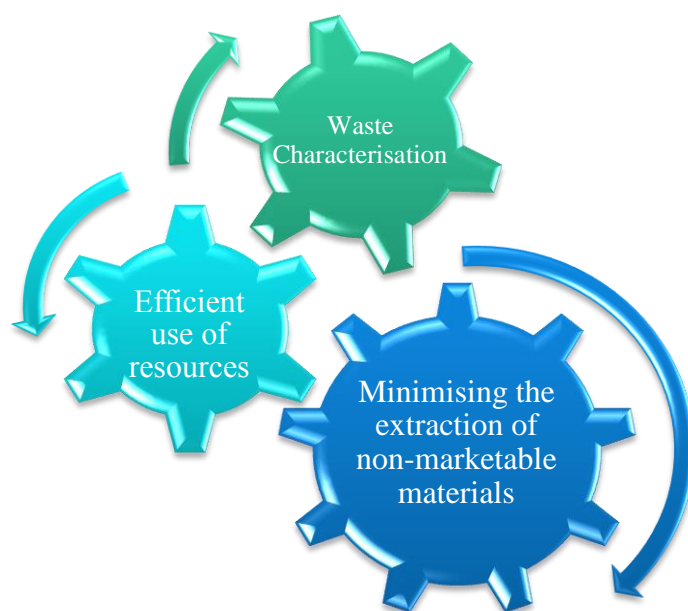 Waste
Characterisation
Efficient
use of
resources
Minimising the
extraction of
non-marketable
materials